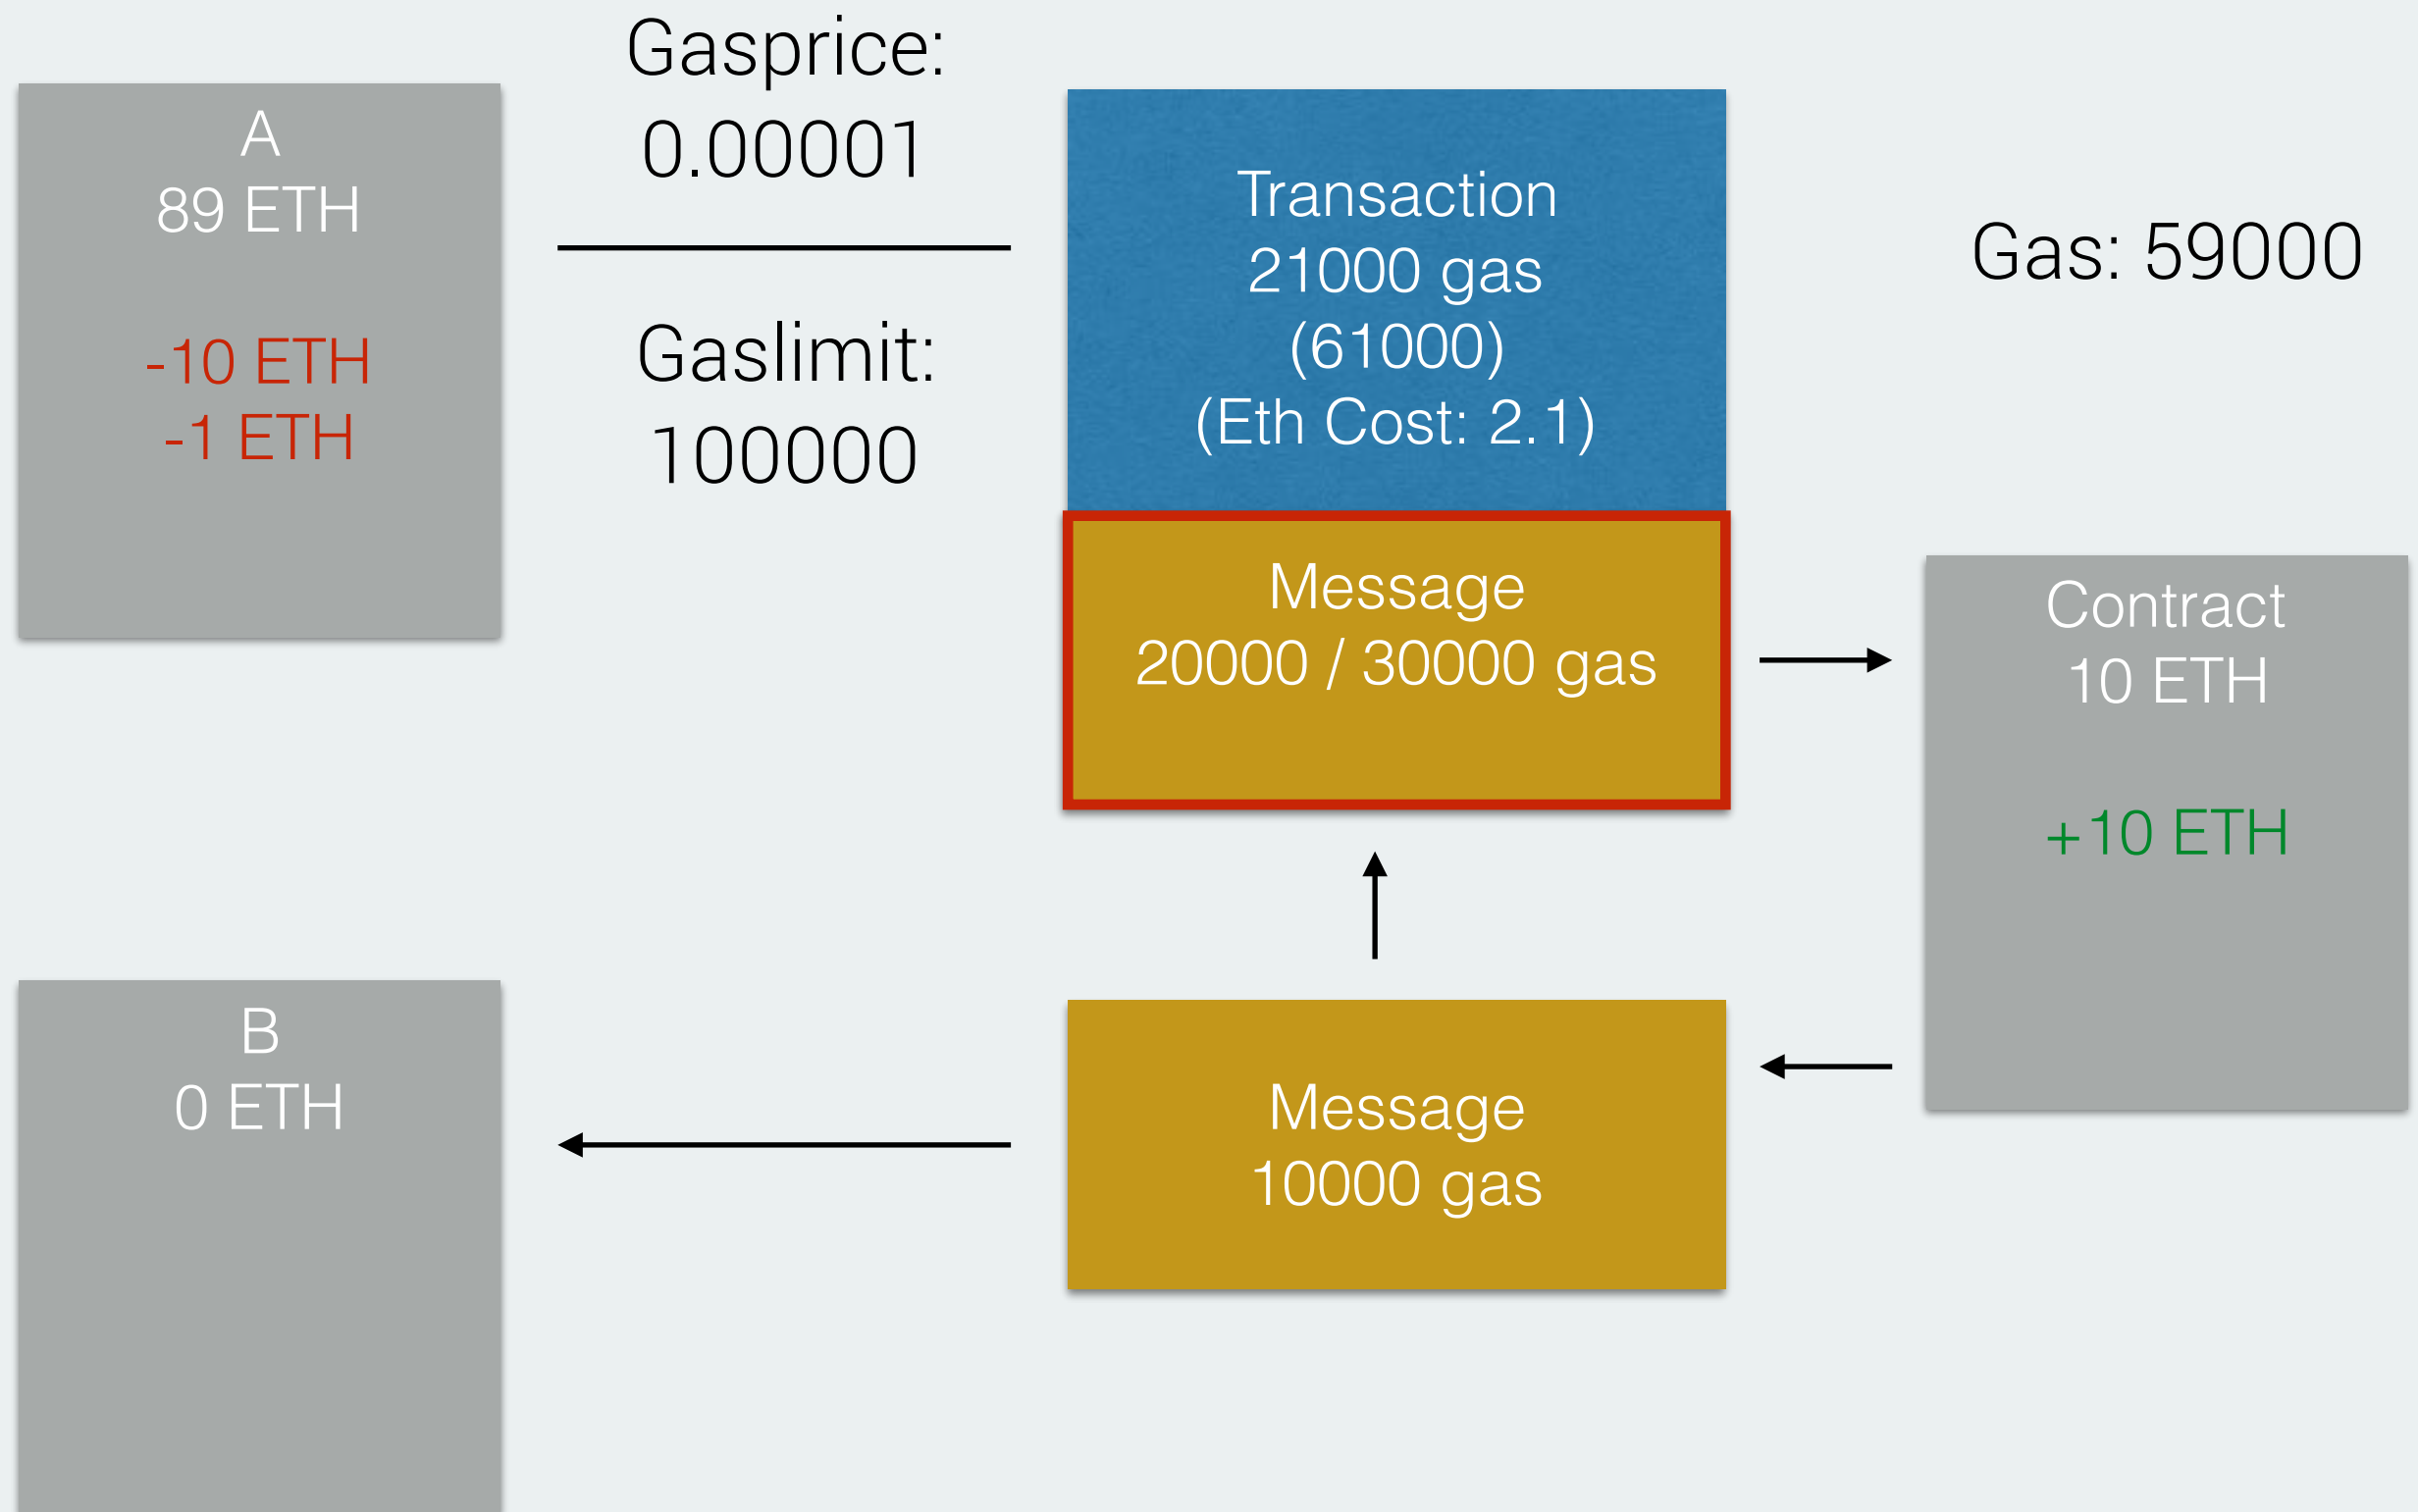 A
89 ETH
-10 ETH
-1 ETH
Gasprice:
0.00001
Gaslimit:
100000
Transaction
21000 gas
(61000)
(Eth Cost: 2.1)
Gas: 59000
Message
20000 / 30000 gas
Contract
10 ETH
+10 ETH
B
0 ETH
Message
10000 gas